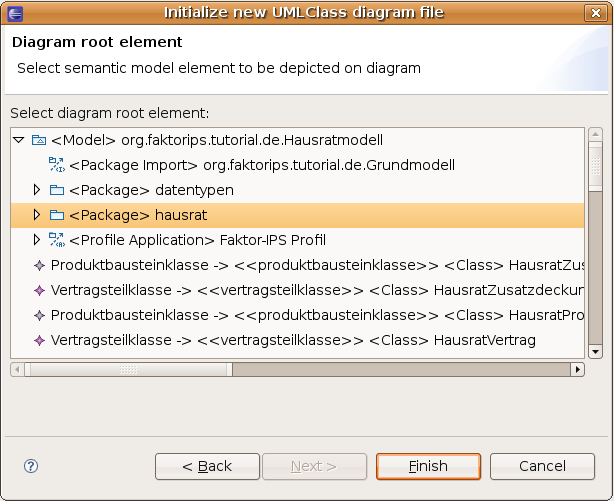 Initialize new UMLClass diagram file
Diagram root element
Select semantic model element to be depicted on diagram
Select diagram root element:
<Model> org.faktorips.tutorial.de.Hausratmodell
<Package Import> org.faktorips.tutorial.de.Grundmodell
<Package> datentypen
<Package> hausrat
<Profile Application> Faktor-IPS Profil
Produktbausteinklasse -> <<produktbausteinklasse>> <Class> HausratZus
Vertragsteilklasse -> <<vertragsteilklasse>> <Class> HausratZusatzdeckun
Produktbausteinklasse -> <<produktbausteinklasse>> <Class> HausratPro
Vertragsteilklasse -> <<vertragsteilklasse>> <Class> HausratVertrag
? < Back Next > Finish Cancel